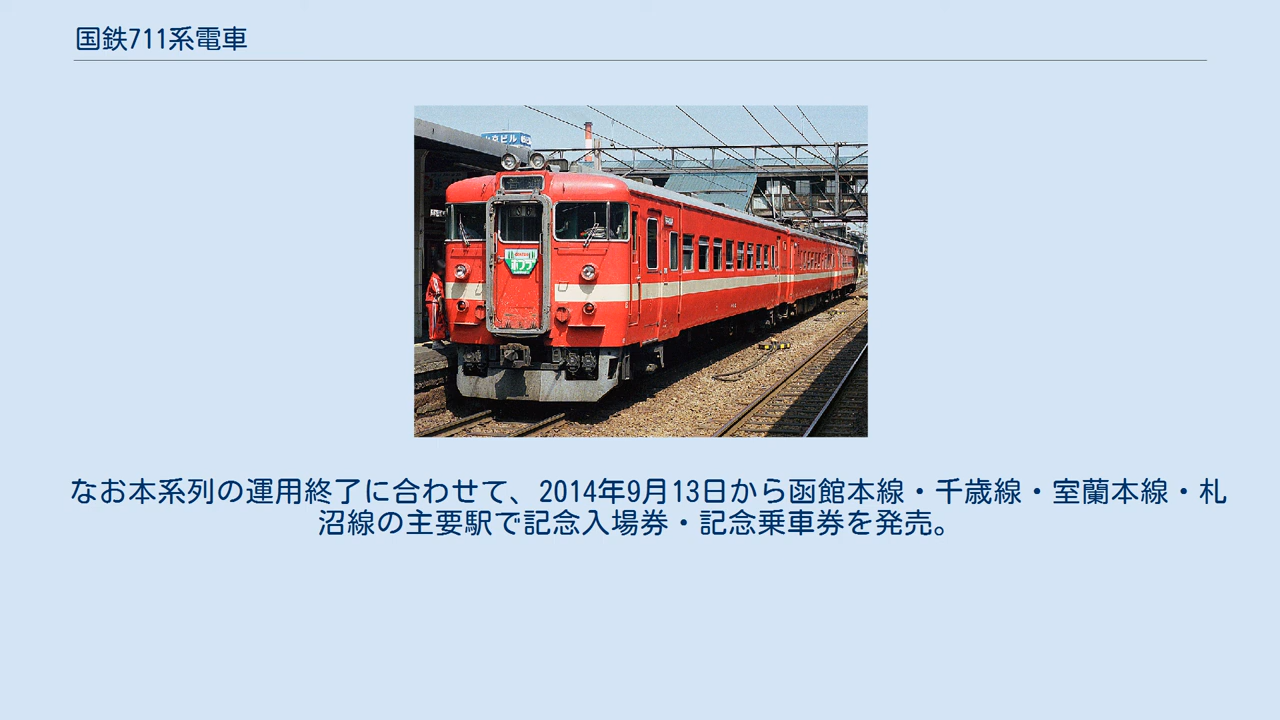 国鉄711系電車
なお本系列の運用終了に合わせて、2014年9月13日から函館本線・千歳線・室蘭本線・札
沼線の主要駅で記念入場券・記念乗車券を発売。